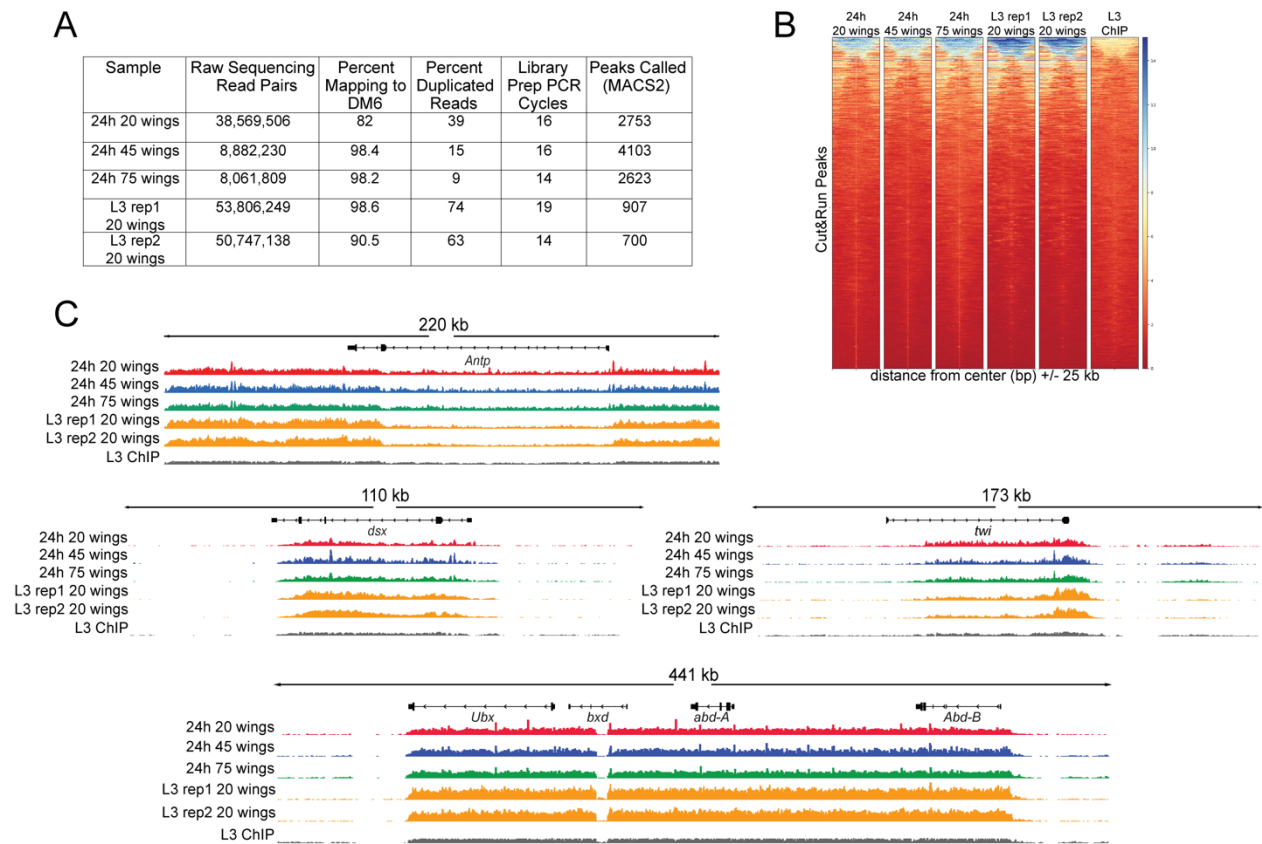 A
Sample Raw Sequencing Read Pairs Percent Mapping to DM6 Percent Duplicated Reads Library Prep PCR Cycles Peaks Called (MACS2)
24h 20 wings 38,569,506 82 39 16 2753
24h 45 wings 8,882,230 98.4 15 16 4103
24h 75 wings 8,061,809 98.2 9 14 2623
L3 rep1 20 wings 53,806,249 98.6 74 19 907
L3 rep2 20 wings 50,747,138 90.5 63 14 700
B
24h 20 wings
24h 45 wings
24h 75 wings
L3 rep1 20 wings
L3 rep2 20 wings
L3 ChIP
Cut&Run Peaks
14
12
10
8
6
4
2
0
distance from center (bp) +/- 25 kb
C
220 kb
Antp
24h 20 wings
24h 45 wings
24h 75 wings
L3 rep1 20 wings
L3 rep2 20 wings
L3 ChIP
110 kb
dsx
24h 20 wings
24h 45 wings
24h 75 wings
L3 rep1 20 wings
L3 rep2 20 wings
L3 ChIP
173 kb
twi
24h 20 wings
24h 45 wings
24h 75 wings
L3 rep1 20 wings
L3 rep2 20 wings
L3 ChIP
441 kb
Ubx bxd abd-A Abd-B
24h 20 wings
24h 45 wings
24h 75 wings
L3 rep1 20 wings
L3 rep2 20 wings
L3 ChIP